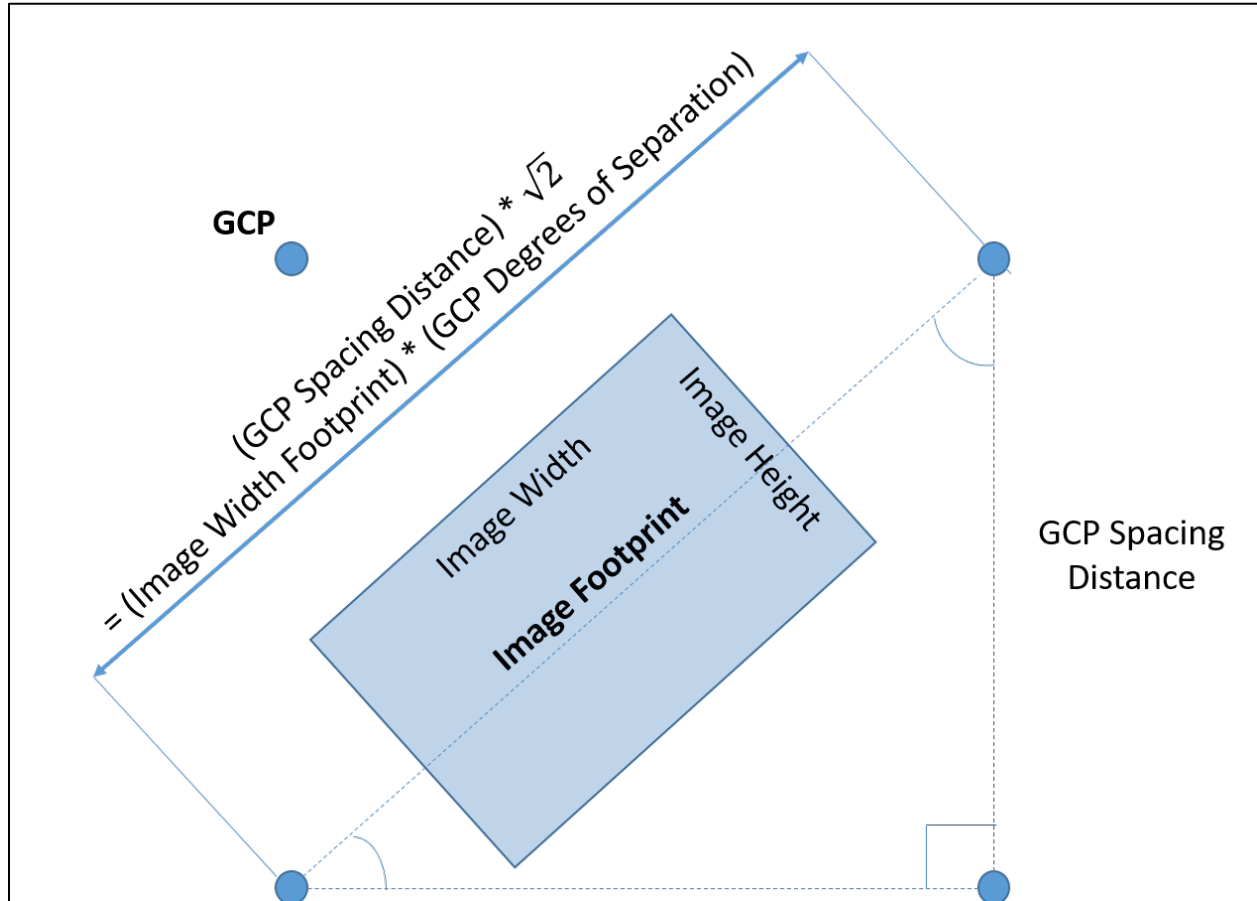 GCP
(GCP Spacing Distance) * √2
= (Image Width Footprint) * (GCP Degrees of Separation)
Image Width
Image Height
Image Footprint
GCP Spacing
Distance